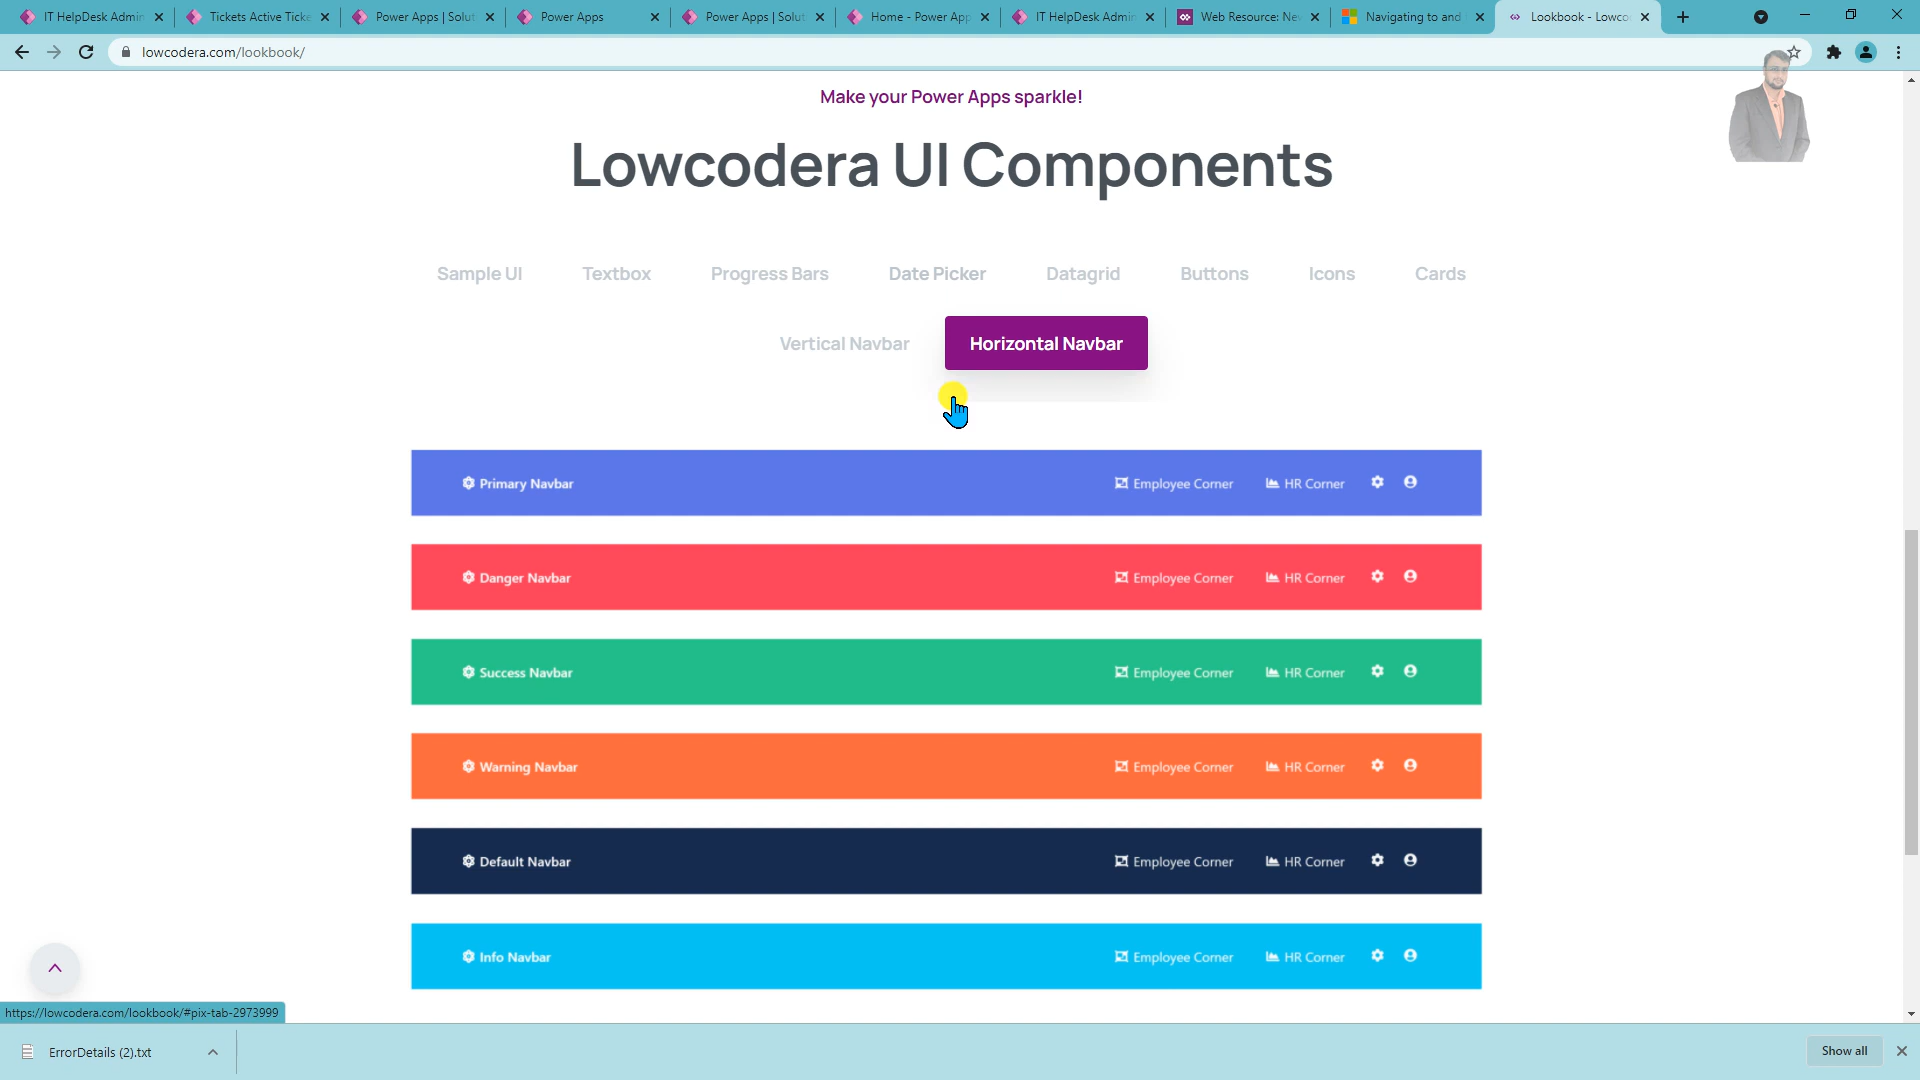 IT HelpDesk Admin
Tickets Active Ticke
Power Apps | Solut
Power Apps
Power Apps | Solut
Home - Power App
IT HelpDesk Admin
Web Resource: Ne
Navigating to and
Lookbook - Lowco
lowcodera.com/lookbook/
Make your Power Apps sparkle!
Lowcodera UI Components
Sample UI
Textbox
Progress Bars
Date Picker
Datagrid
Buttons
Icons
Cards
Vertical Navbar
Horizontal Navbar
Primary Navbar
Employee Corner
HR Corner
Danger Navbar
Employee Corner
HR Corner
Success Navbar
Employee Corner
HR Corner
Warning Navbar
Employee Corner
HR Corner
Default Navbar
Employee Corner
HR Corner
Info Navbar
Employee Corner
HR Corner
https://lowcodera.com/lookbook/#pix-tab-2973999
ErrorDetails (2).txt
Show all